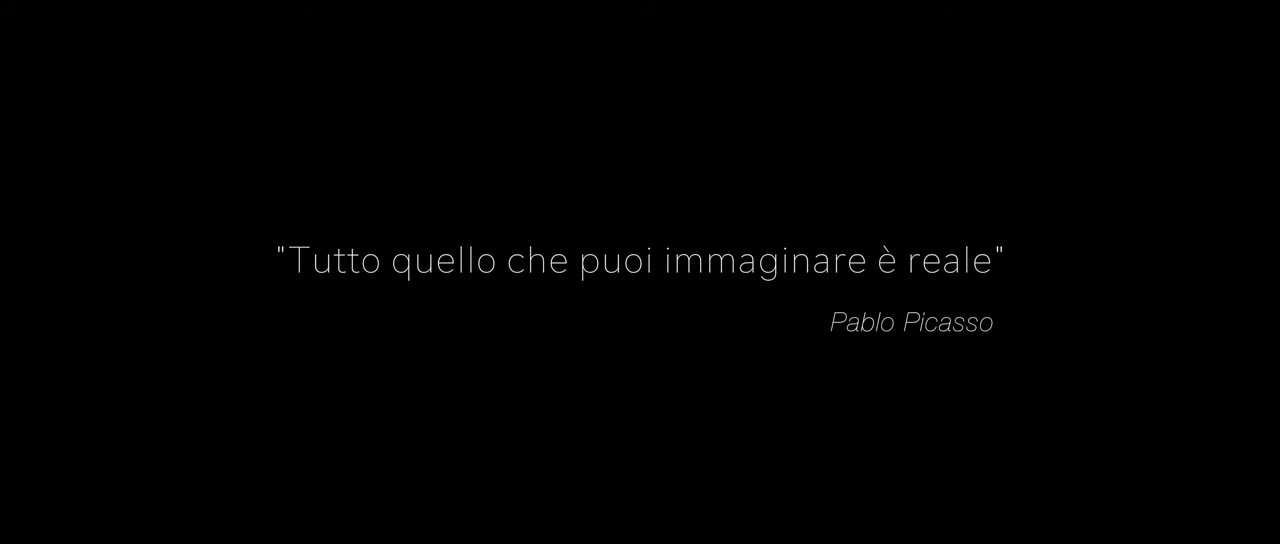 "Tutto quello che puoi immaginare è reale"
Pablo Picasso